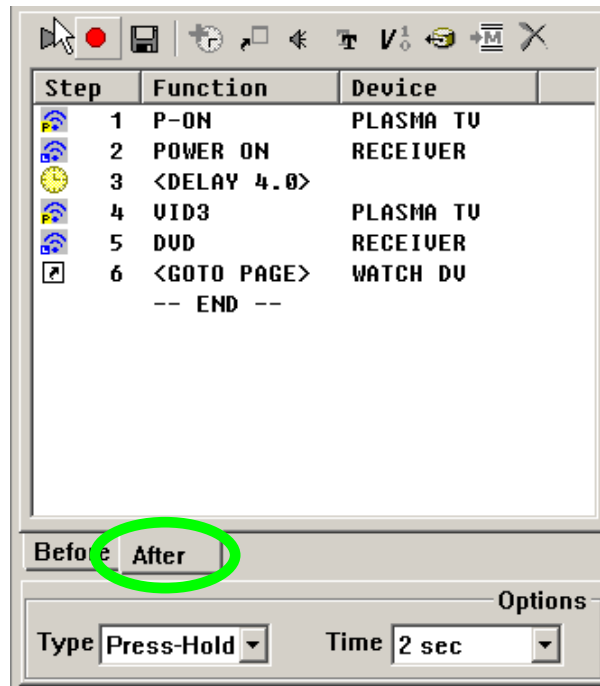 Step Function Device
1 P-ON PLASMA TV
2 POWER ON RECEIVER
3 <DELAY 4.0>
4 VID3 PLASMA TV
5 DVD RECEIVER
6 <GOTO PAGE> WATCH DV
-- END --
Before After
Options
Type Press-Hold Time 2 sec